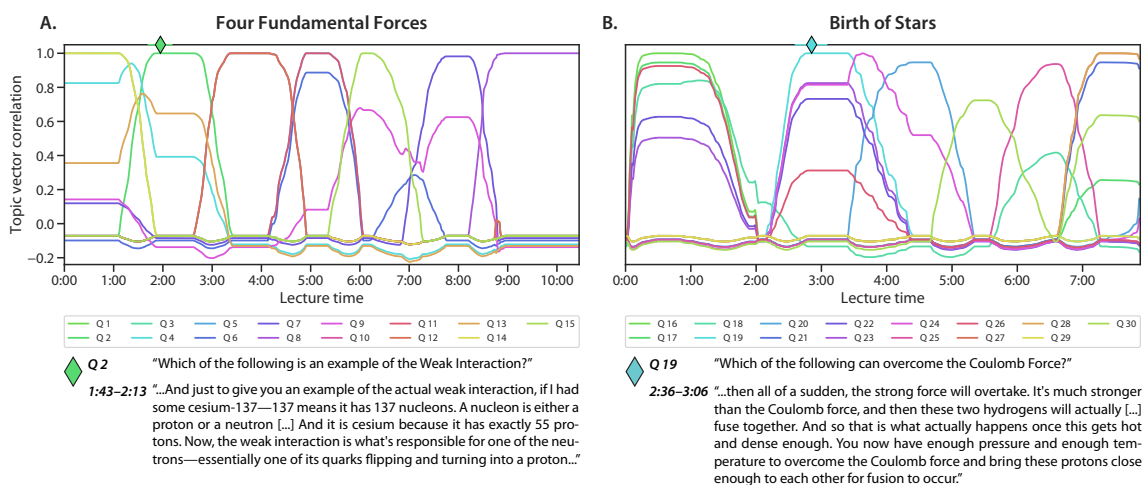 A.
Four Fundamental Forces
Topic vector correlation
1.0
0.8
0.6
0.4
0.2
0.0
−0.2
0:00 1:00 2:00 3:00 4:00 5:00 6:00 7:00 8:00 9:00 10:00
Lecture time
Q 1 Q 3 Q 5 Q 7 Q 9 Q 11 Q 13 Q 15
Q 2 Q 4 Q 6 Q 8 Q 10 Q 12 Q 14
Q 2 “Which of the following is an example of the Weak Interaction?”
1:43–2:13 “...And just to give you an example of the actual weak interaction, if I had
some cesium-137—137 means it has 137 nucleons. A nucleon is either a
proton or a neutron [...] And it is cesium because it has exactly 55 pro-
tons. Now, the weak interaction is what's responsible for one of the neu-
trons—essentially one of its quarks flipping and turning into a proton...”
B.
Birth of Stars
0:00 1:00 2:00 3:00 4:00 5:00 6:00 7:00
Lecture time
Q 16 Q 18 Q 20 Q 22 Q 24 Q 26 Q 28 Q 30
Q 17 Q 19 Q 21 Q 23 Q 25 Q 27 Q 29
Q 19 “Which of the following can overcome the Coulomb Force?”
2:36–3:06 “...then all of a sudden, the strong force will overtake. It's much stronger
than the Coulomb force, and then these two hydrogens will actually [...]
fuse together. And so that is what actually happens once this gets hot
and dense enough. You now have enough pressure and enough tem-
perature to overcome the Coulomb force and bring these protons close
enough to each other for fusion to occur.”